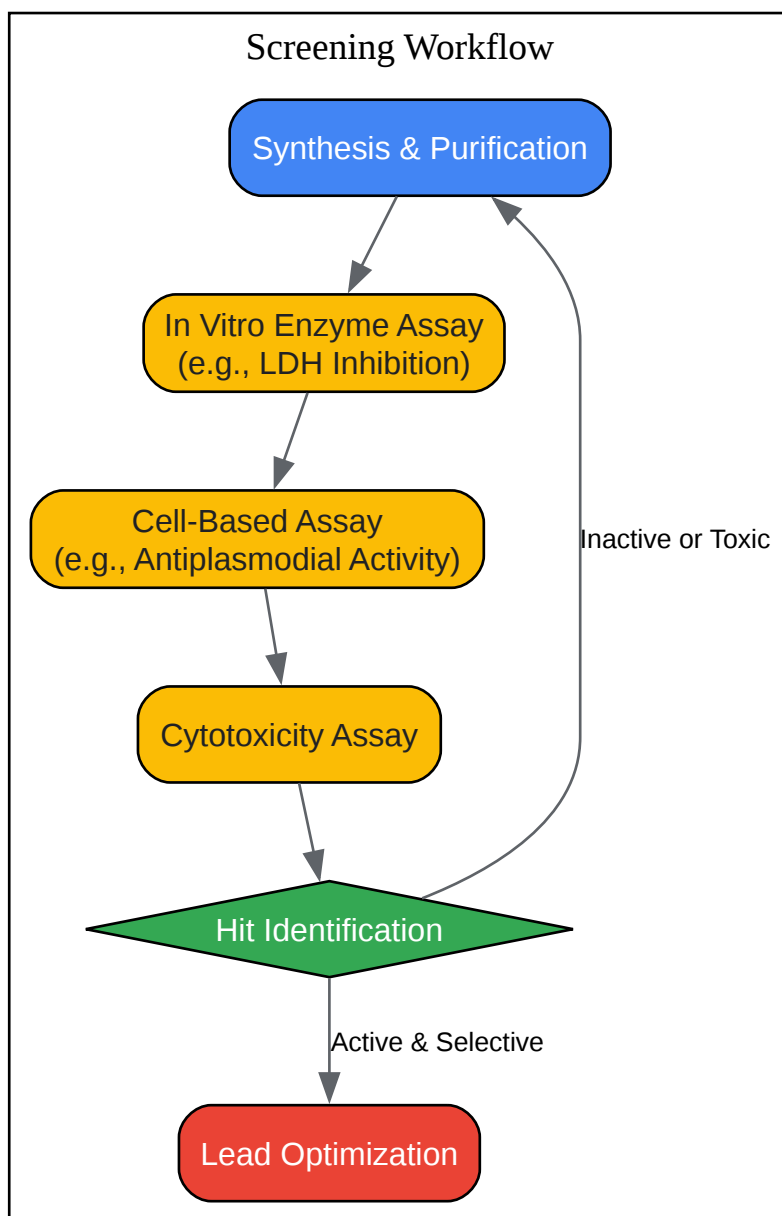 Screening Workflow
Synthesis & Purification
In Vitro Enzyme Assay
(e.g., LDH Inhibition)
Cell-Based Assay
(e.g., Antiplasmodial Activity)
Inactive or Toxic
Cytotoxicity Assay
Hit Identification
Active & Selective
Lead Optimization